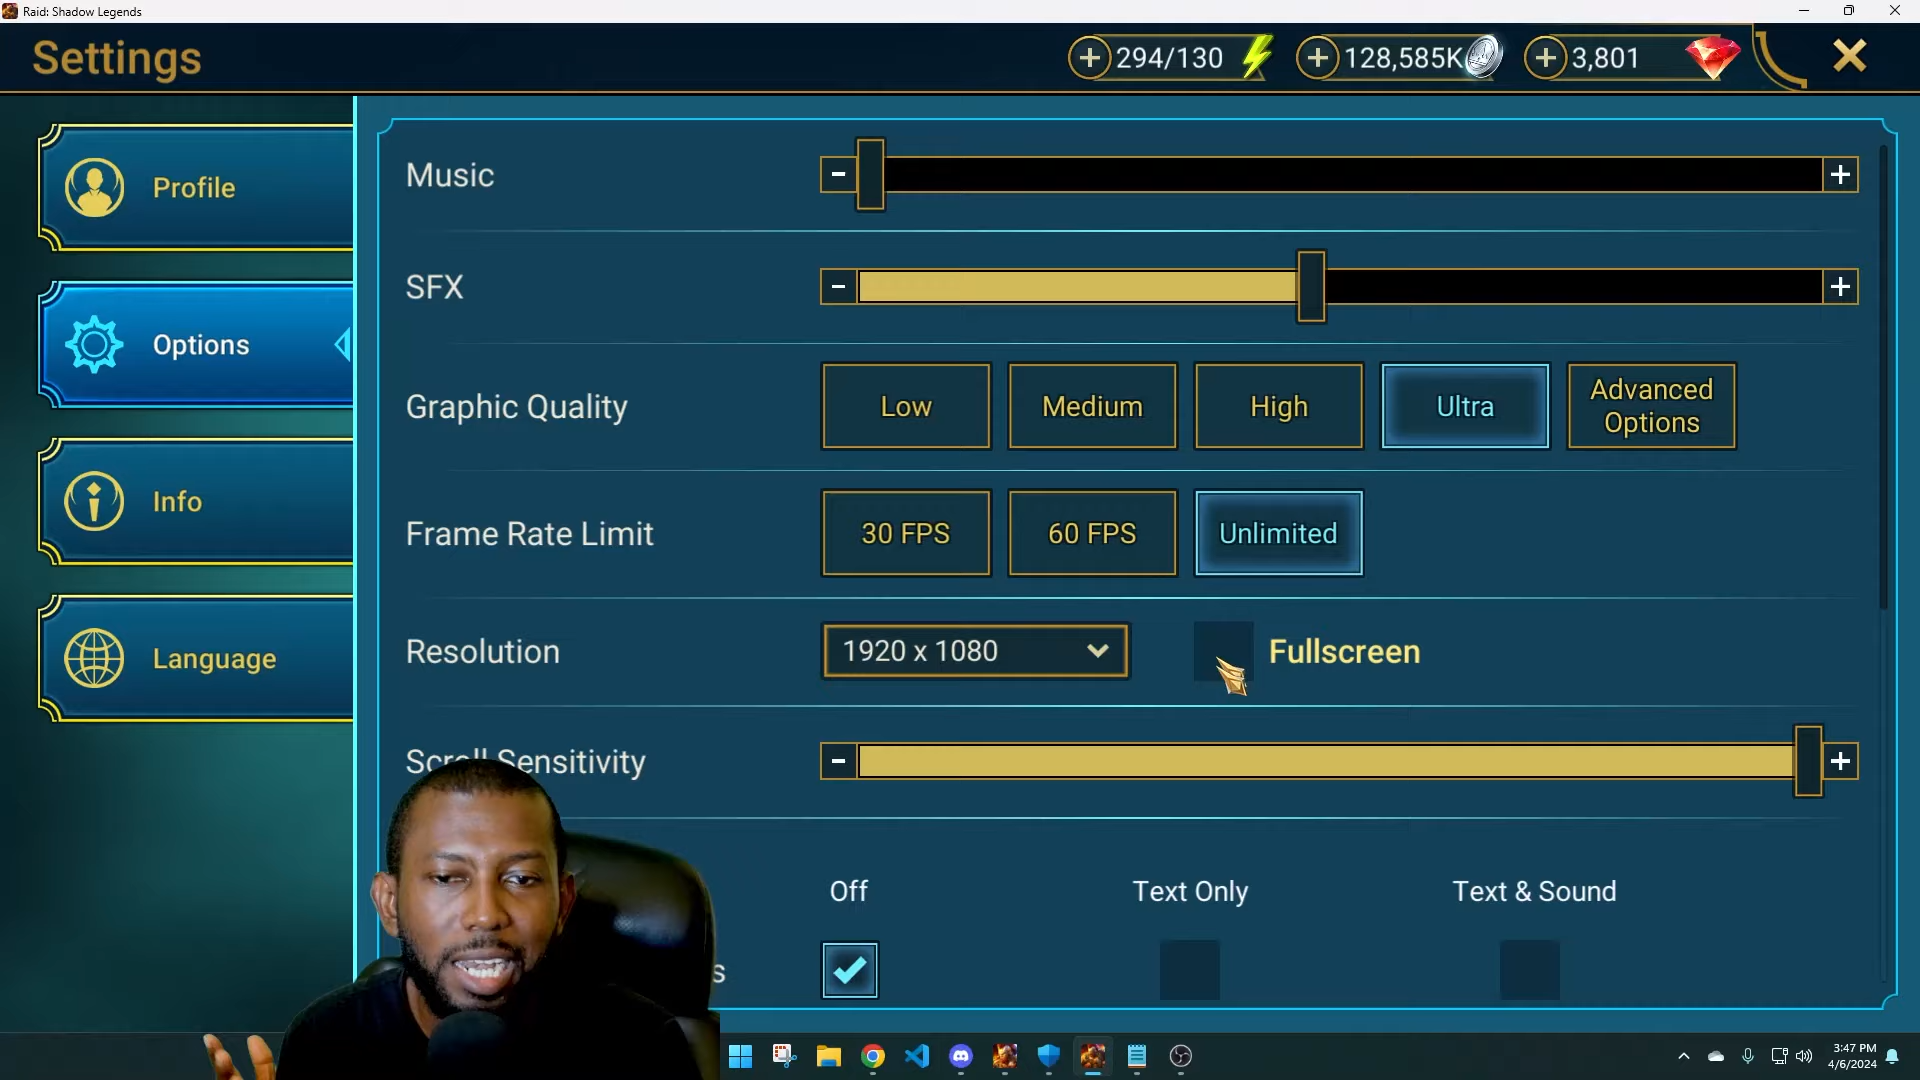 Raid: Shadow Legends
Settings
294/130
128,585K
3,801
Profile
Options
Info
Language
Music
SFX
Graphic Quality
Low
Medium
High
Ultra
Advanced
Options
Frame Rate Limit
30 FPS
60 FPS
Unlimited
Resolution
1920 x 1080
Fullscreen
Scroll Sensitivity
Off
Text Only
Text & Sound
s
3:47 PM
4/6/2024